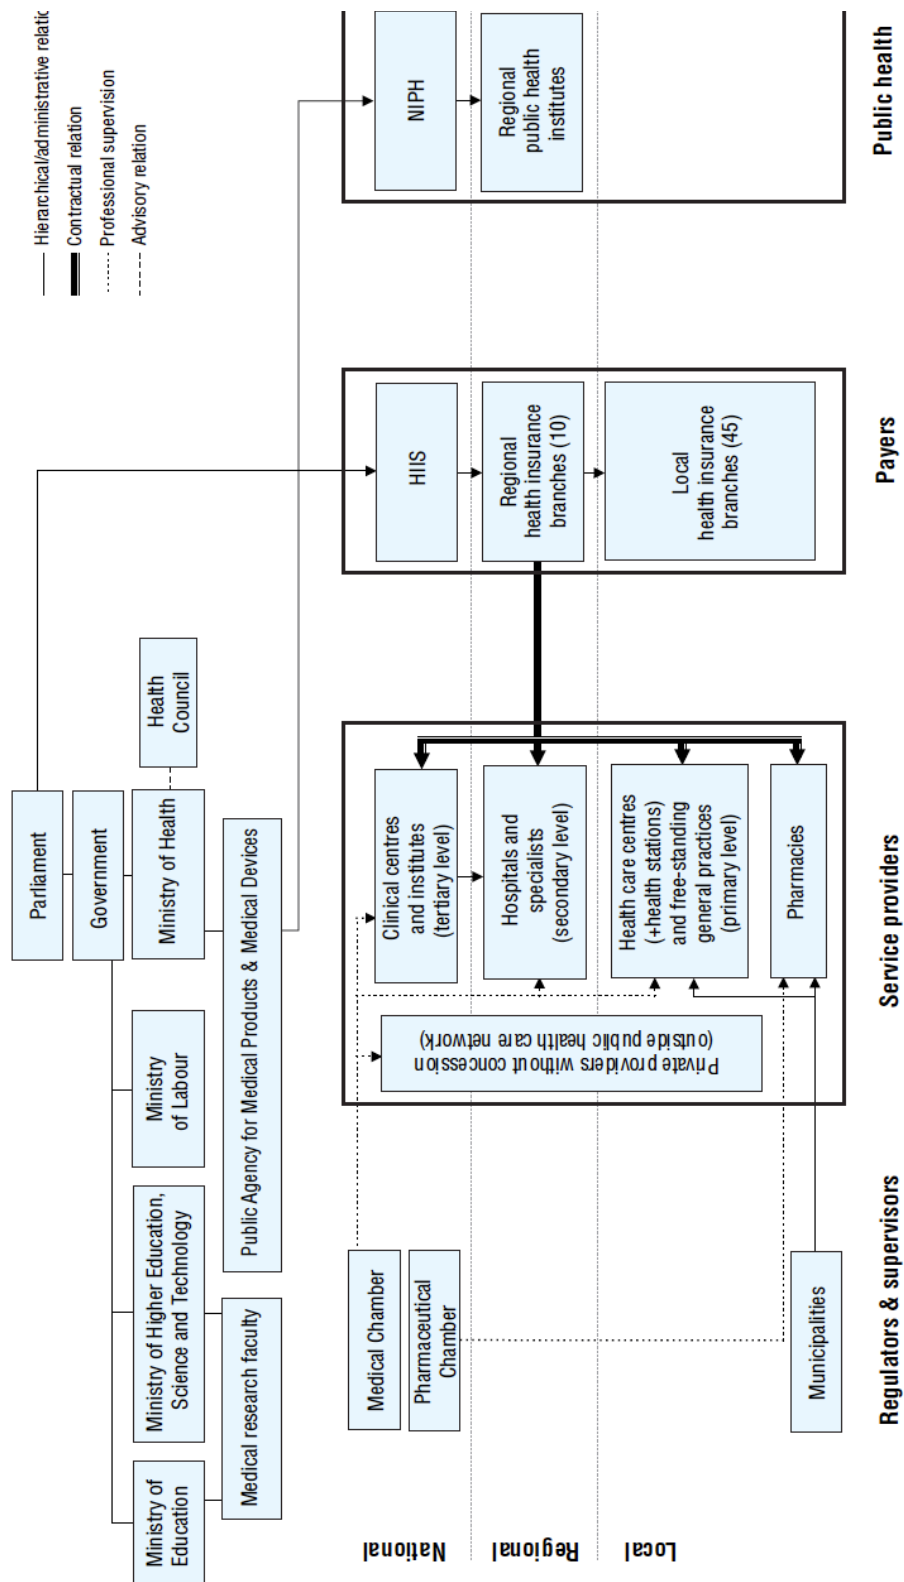 Hierarchical/administrative relatic
Contractual relation
Professional supervision
Advisory relation
Parliament
Government
Ministry of
Education
Ministry of Higher Education,
Science and Technology
Ministry
of Labour
Ministry of Health
Health
Council
Medical research faculty
Public Agency for Medical Products & Medical Devices
National
Regional
Local
Medical Chamber
Pharmaceutical
Chamber
Municipalities
Private providers without concession
(outside public health care network)
Clinical centres
and institutes
(tertiary level)
Hospitals and
specialists
(secondary level)
Health care centres
(+health stations)
and free-standing
general practices
(primary level)
Pharmacies
HIIS
Regional
health insurance
branches (10)
Local
health insurance
branches (45)
NIPH
Regional
public health
institutes
Regulators & supervisors
Service providers
Payers
Public health